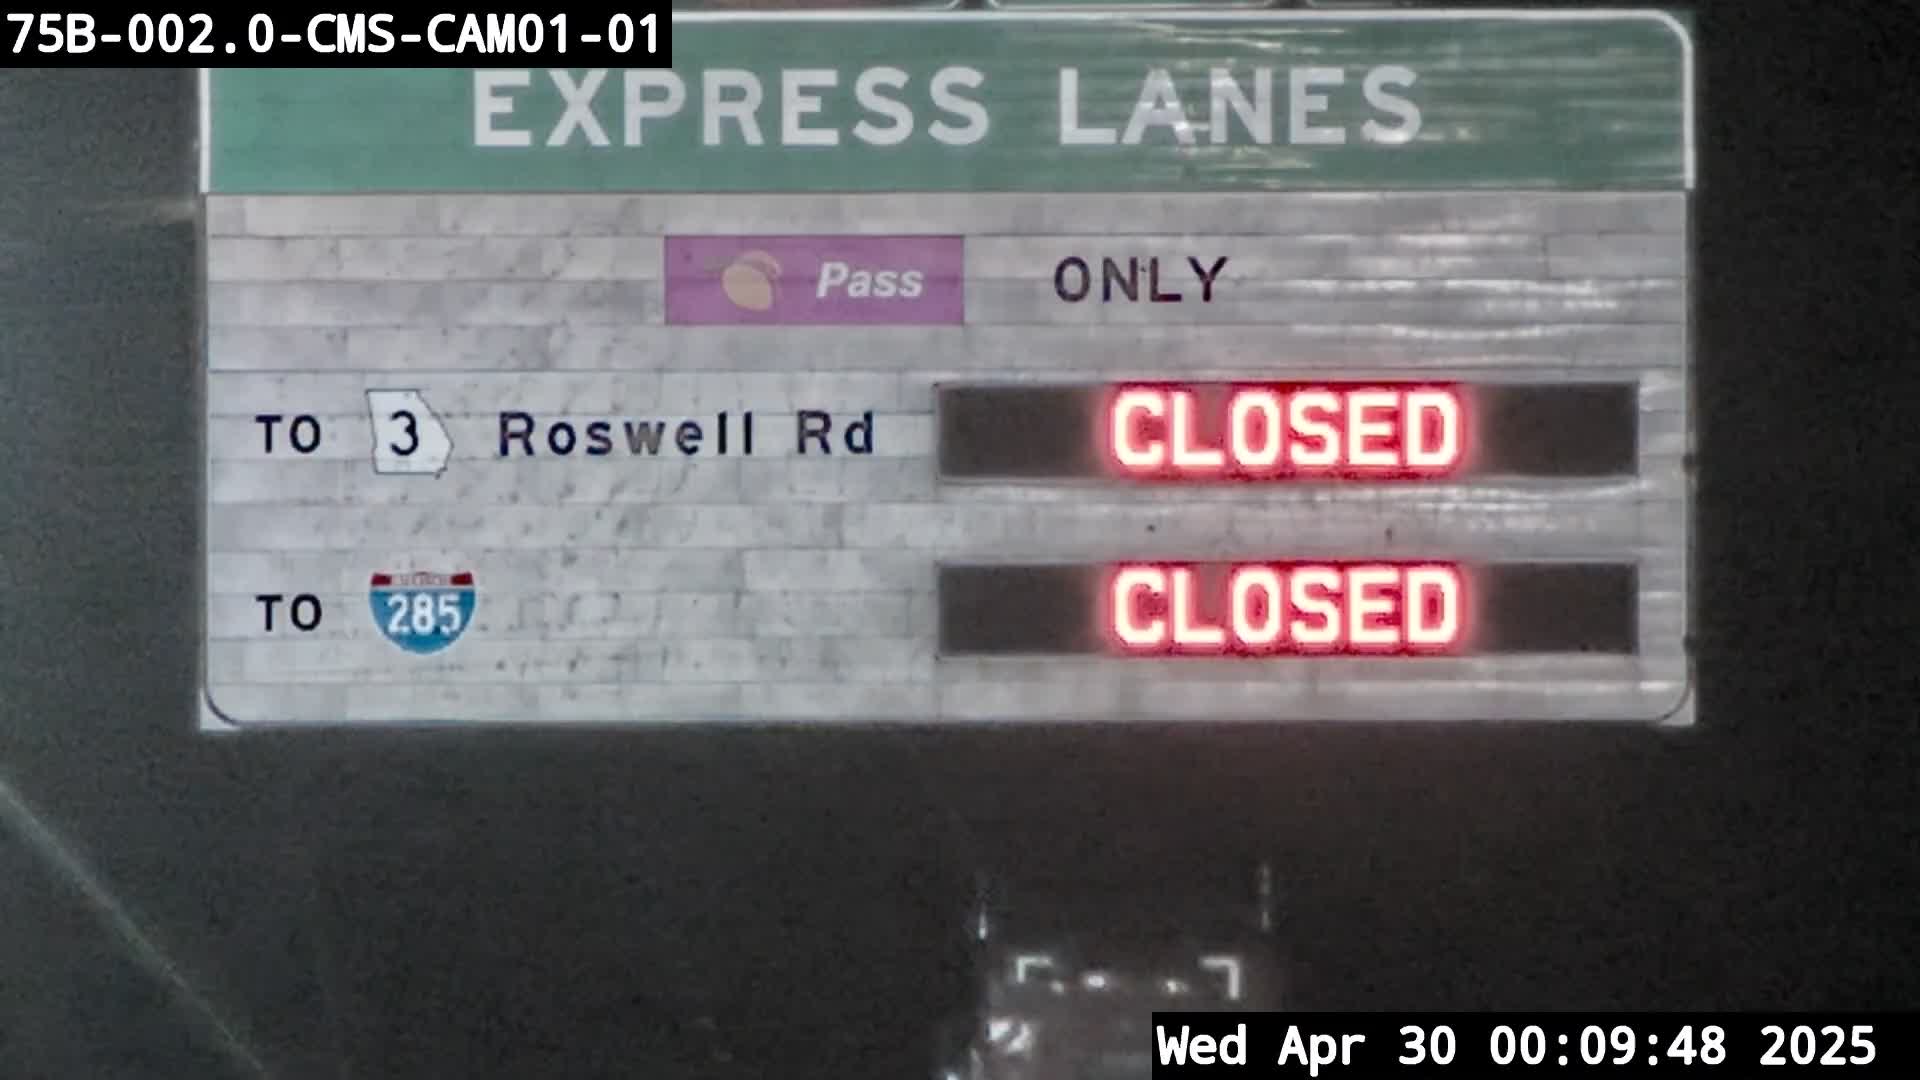 75B-002.0-CMS-CAM01-01
EXPRESS LANES
Pass ONLY
TO 3 Roswell Rd CLOSED
TO 285 CLOSED
Wed Apr 30 00:09:48 2025